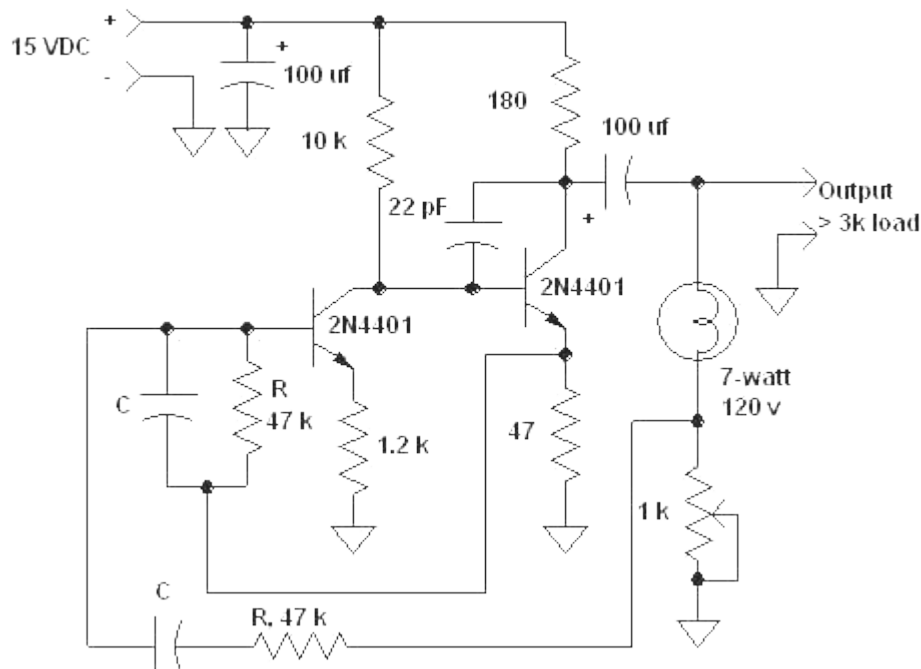 +
15 VDC
-
+
100 uf
180
10 k
100 uf
22 pF
+
Output
> 3k load
2N4401
2N4401
7-watt
120 v
C
R
47 k
1.2 k
47
1 k
C
R, 47 k